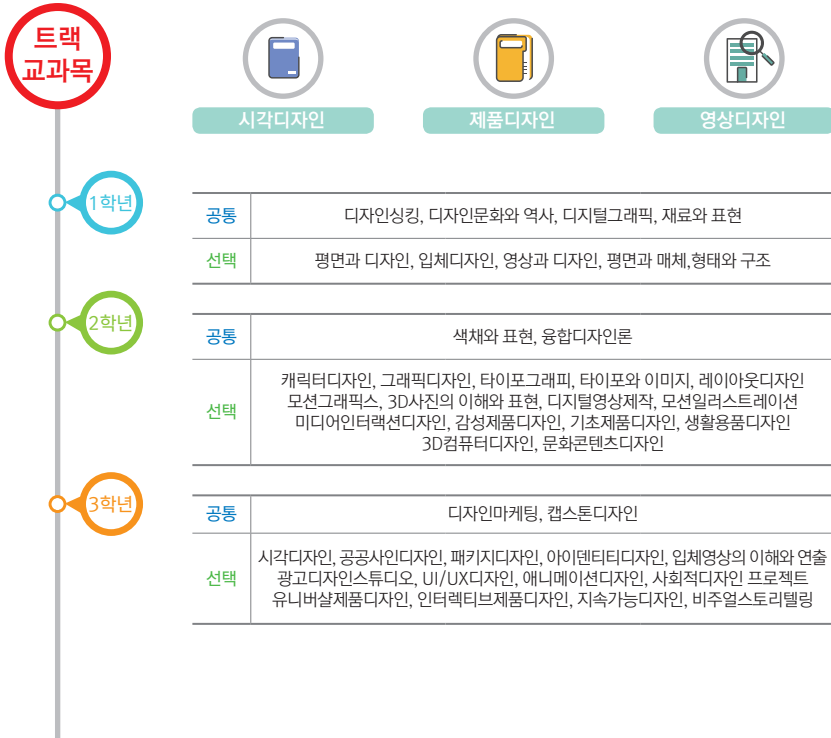 트랙
교과목
시각디자인
제품디자인
영상디자인
1학년
공통
디자인싱킹, 디자인문화와 역사, 디지털그래픽, 재료와 표현
선택
평면과 디자인, 입체디자인, 영상과 디자인, 평면과 매체,형태와 구조
2학년
공통
색채와 표현, 융합디자인론
선택
캐릭터디자인, 그래픽디자인, 타이포그래피, 타이포와 이미지, 레이아웃디자인
모션그래픽스, 3D사진의 이해와 표현, 디지털영상제작, 모션일러스트레이션
미디어인터랙션디자인, 감성제품디자인, 기초제품디자인, 생활용품디자인
3D컴퓨터디자인, 문화콘텐츠디자인
3학년
공통
디자인마케팅, 캡스톤디자인
선택
시각디자인, 공공사인디자인, 패키지디자인, 아이덴티티디자인, 입체영상의 이해와 연출
광고디자인스튜디오, UI/UX디자인, 애니메이션디자인, 사회적디자인 프로젝트
유니버샬제품디자인, 인터렉티브제품디자인, 지속가능디자인, 비주얼스토리텔링